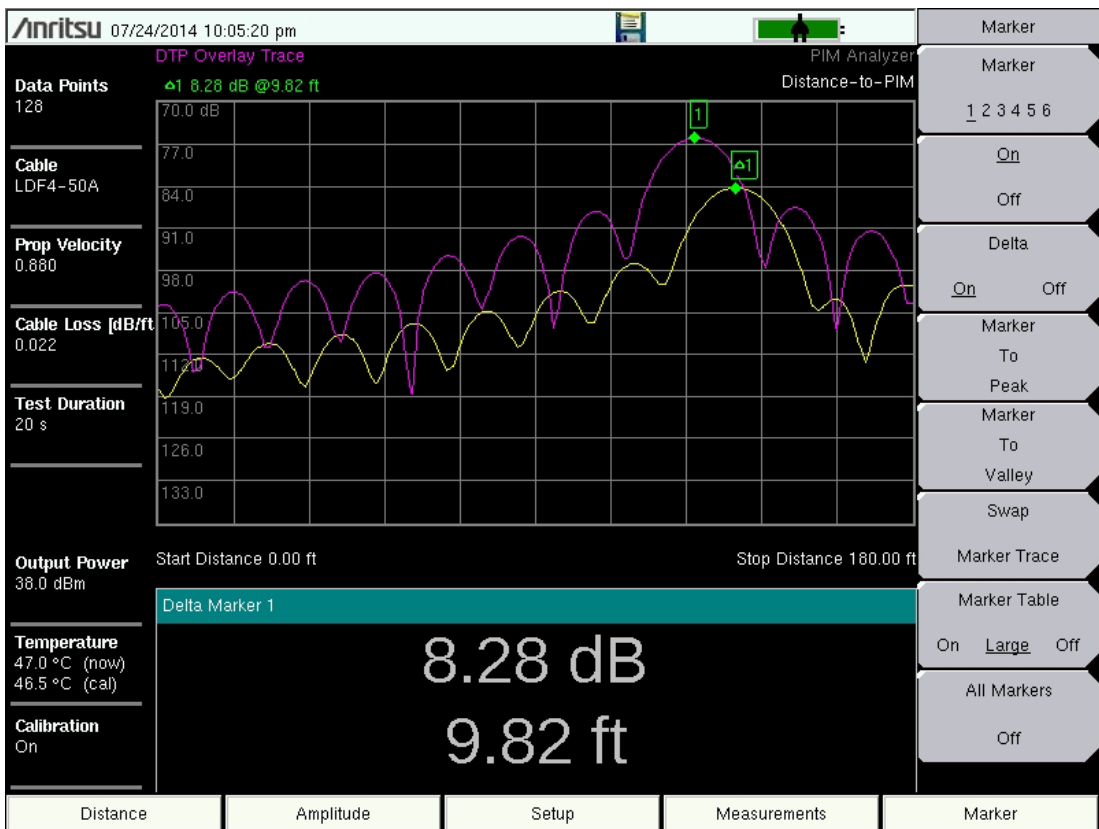 Anritsu 07/24/2014 10:05:20 pm
DTP Overlay Trace
PIM Analyzer
Δ1 8.28 dB @9.82 ft
Distance-to-PIM
Data Points
128
Cable
LDF4-50A
Prop Velocity
0.880
Cable Loss [dB/ft
0.022
Test Duration
20 s
Output Power
38.0 dBm
Temperature
47.0 °C (now)
46.5 °C (cal)
Calibration
On
70.0 dB
77.0
84.0
91.0
98.0
105.0
112.0
119.0
126.0
133.0
1
Δ1
Start Distance 0.00 ft
Stop Distance 180.00 ft
Delta Marker 1
8.28 dB
9.82 ft
Marker
Marker
1 2 3 4 5 6
On
Off
Delta
On Off
Marker
To
Peak
Marker
To
Valley
Swap
Marker Trace
Marker Table
On Large Off
All Markers
Off
Distance
Amplitude
Setup
Measurements
Marker